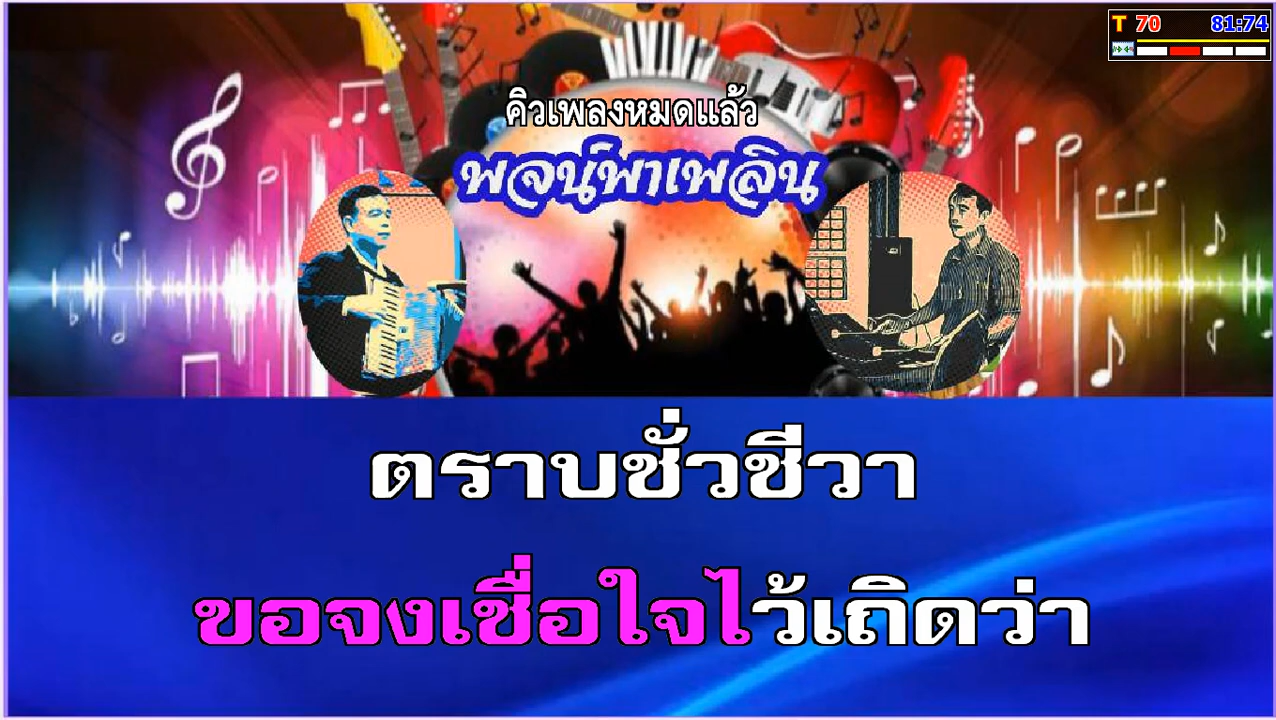 T 70 81:74
คิวเพลงหมดแล้ว
พจน์พาเพลิน
ตราบชั่วชีวา
ขอจงเชื่อใจไว้เถิดว่า